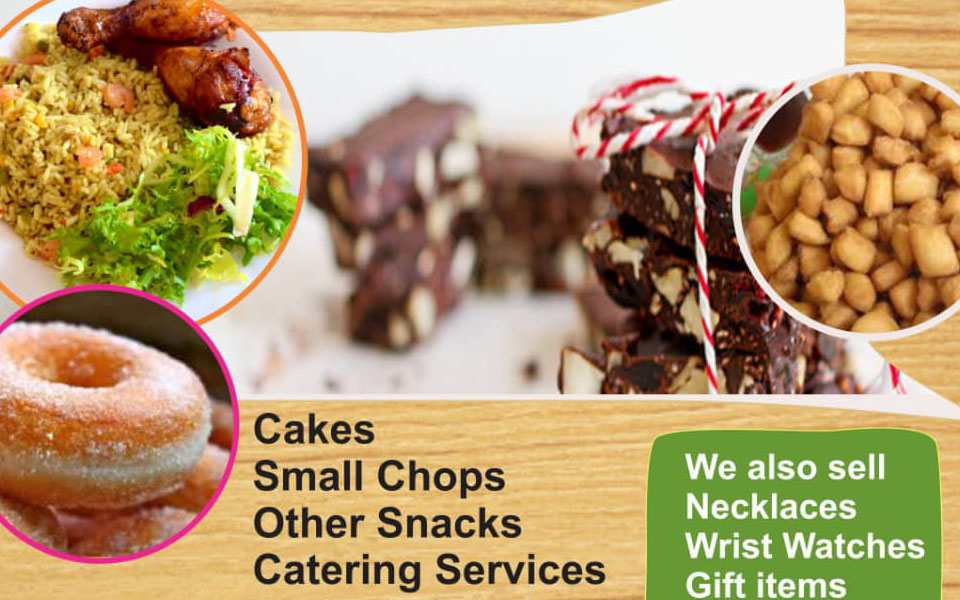 Cakes
Small Chops
Other Snacks
Catering Services
We also sell
Necklaces
Wrist Watches
Gift items